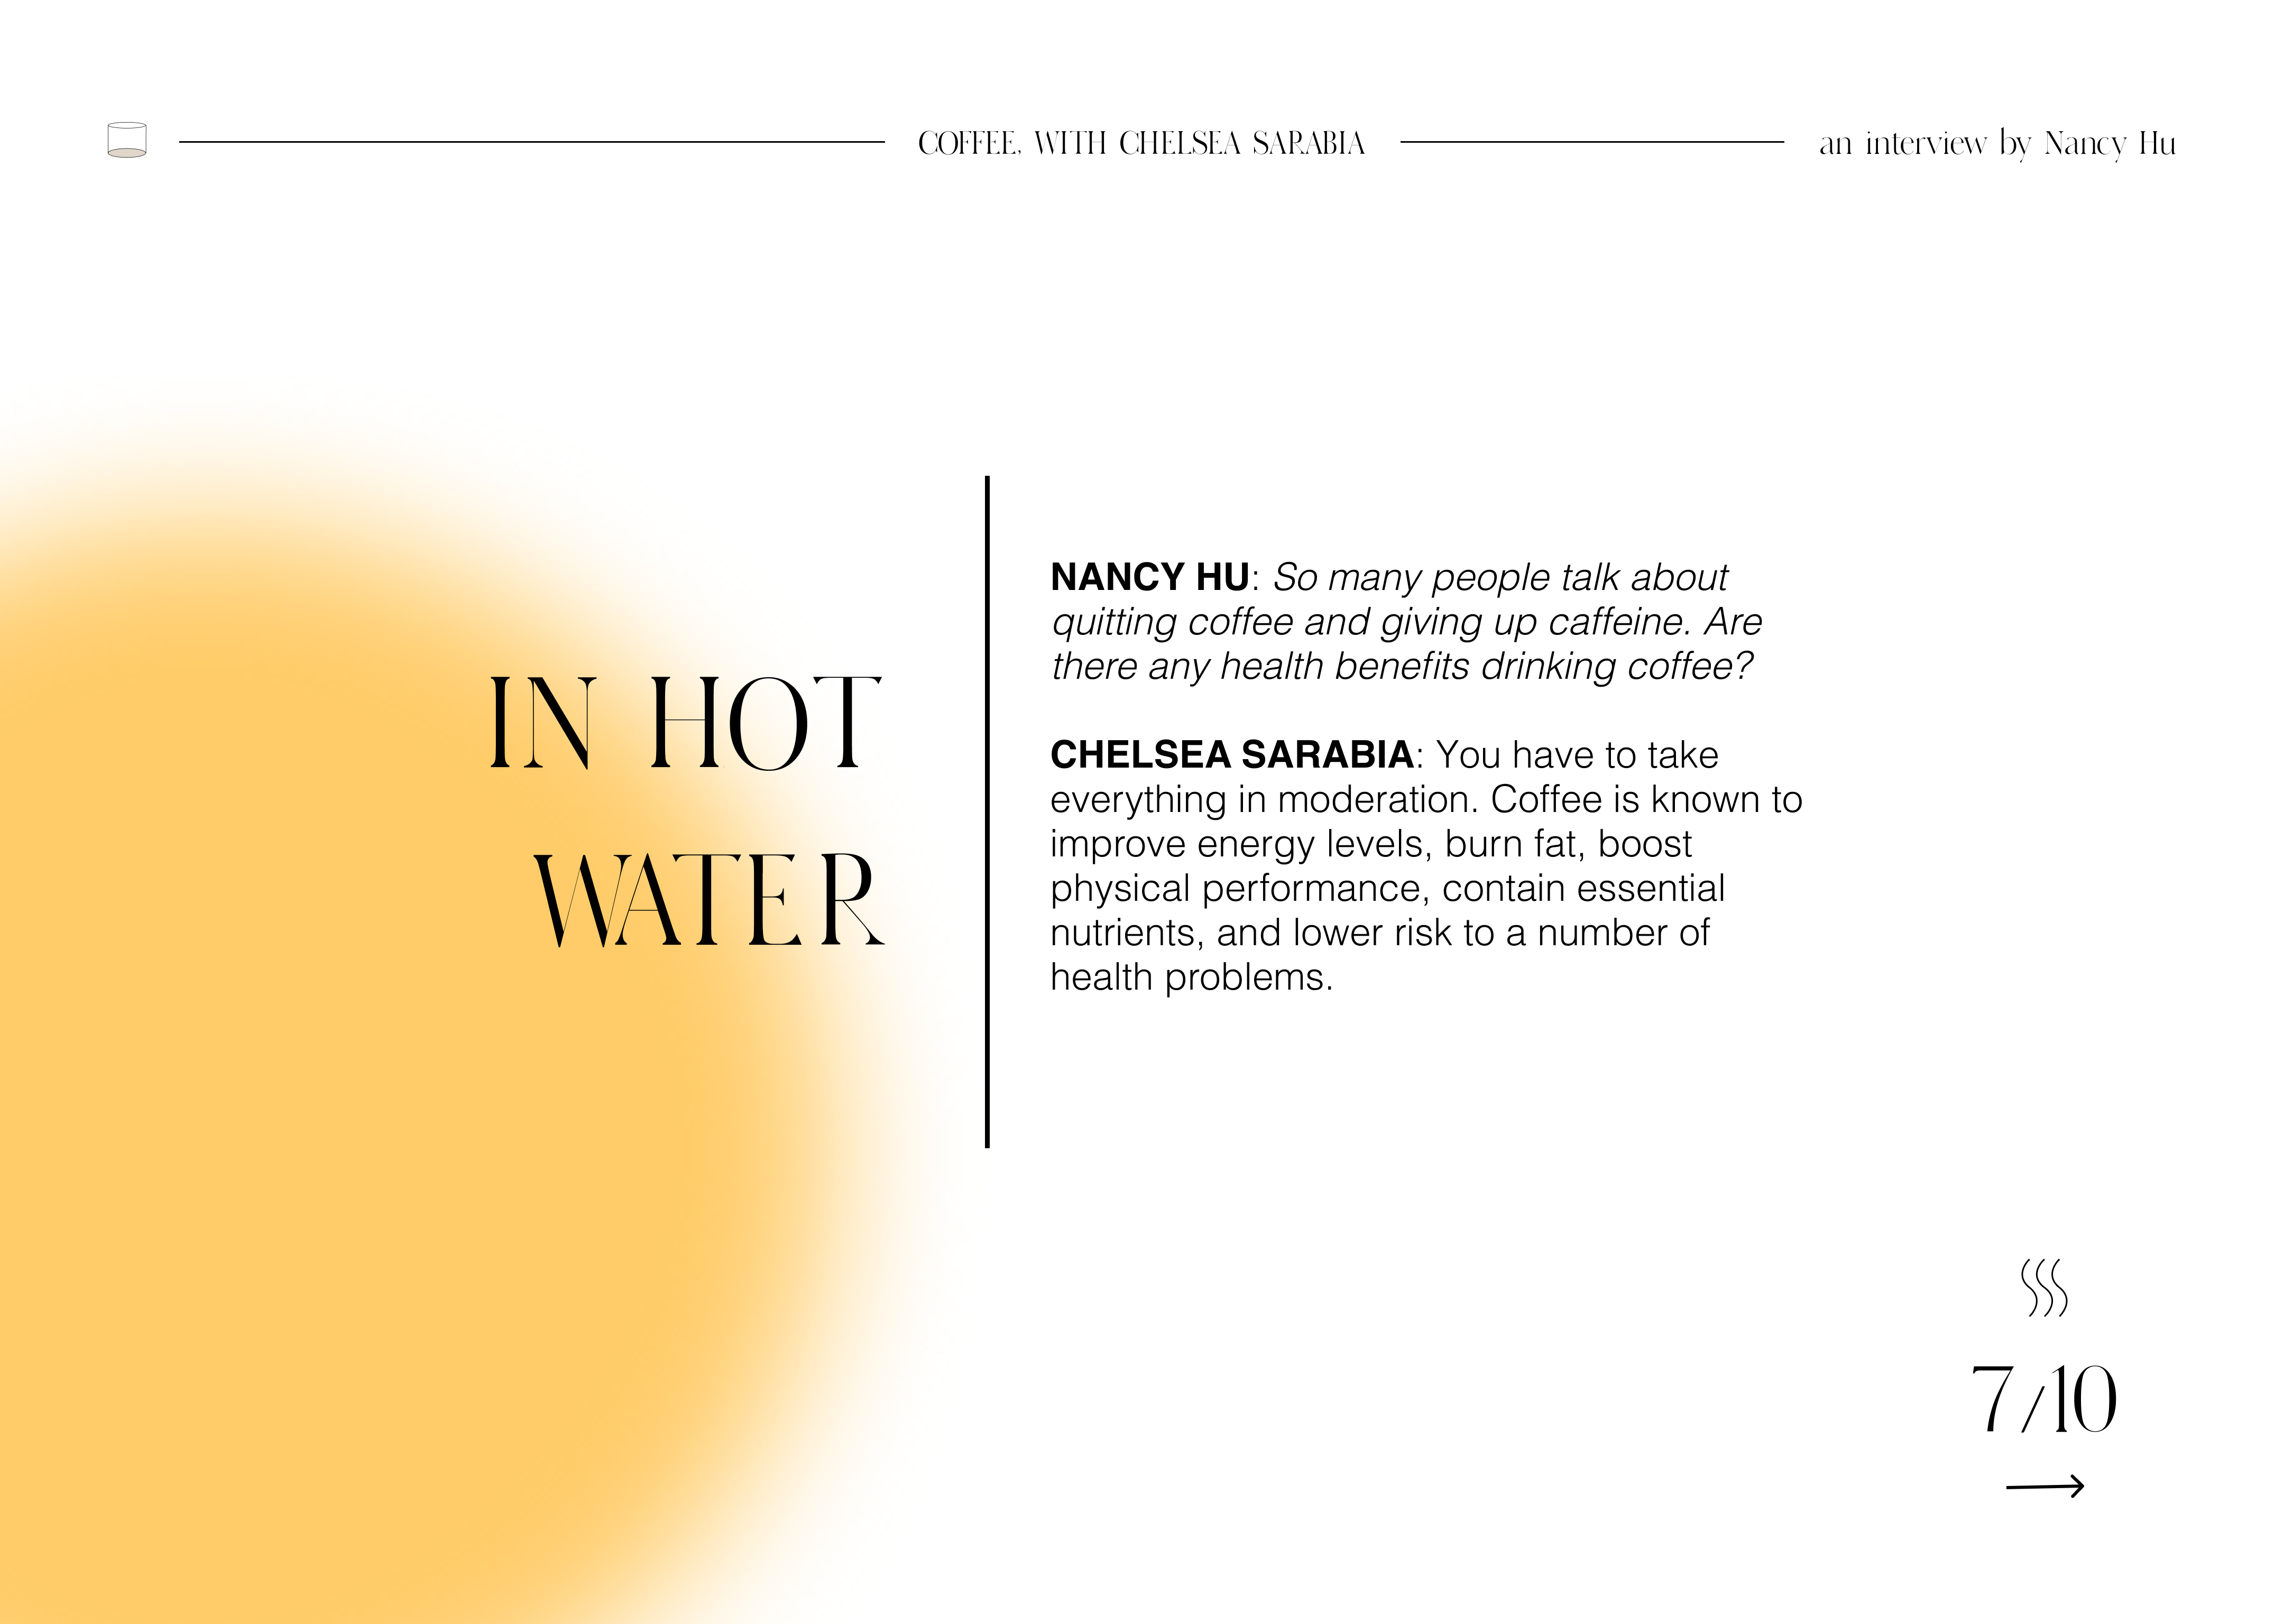 COFFEE, WITH CHELSEA SARABIA
an interview by Nancy Hu
IN HOT
WATER
NANCY HU: So many people talk about
quitting coffee and giving up caffeine. Are
there any health benefits drinking coffee?
CHELSEA SARABIA: You have to take
everything in moderation. Coffee is known to
improve energy levels, burn fat, boost
physical performance, contain essential
nutrients, and lower risk to a number of
health problems.
7/10